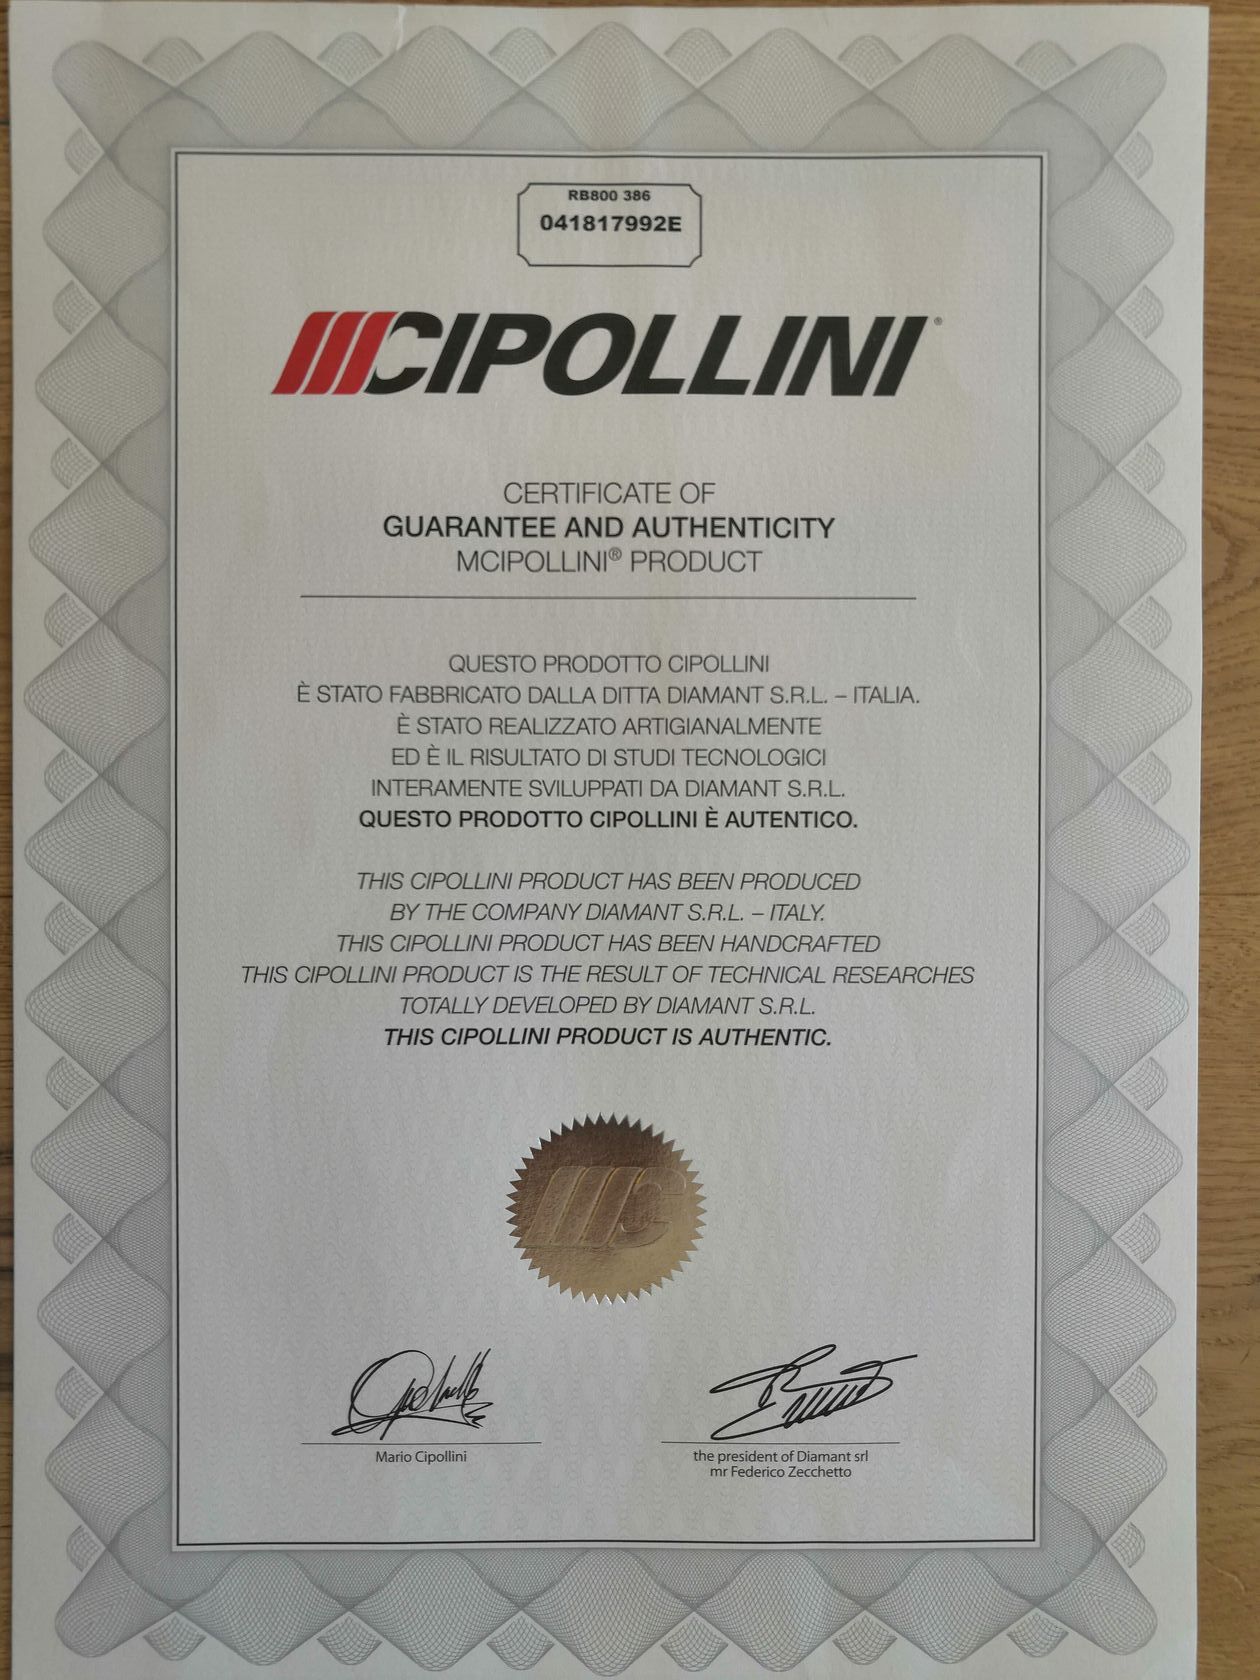 RB800 386
041817992E
CIPOLLINI®
CERTIFICATE OF
GUARANTEE AND AUTHENTICITY
MCIPOLLINI® PRODUCT
QUESTO PRODOTTO CIPOLLINI
È STATO FABBRICATO DALLA DITTA DIAMANT S.R.L. – ITALIA.
È STATO REALIZZATO ARTIGIANALMENTE
ED È IL RISULTATO DI STUDI TECNOLOGICI
INTERAMENTE SVILUPPATI DA DIAMANT S.R.L.
QUESTO PRODOTTO CIPOLLINI È AUTENTICO.
THIS CIPOLLINI PRODUCT HAS BEEN PRODUCED
BY THE COMPANY DIAMANT S.R.L. – ITALY.
THIS CIPOLLINI PRODUCT HAS BEEN HANDCRAFTED
THIS CIPOLLINI PRODUCT IS THE RESULT OF TECHNICAL RESEARCHES
TOTALLY DEVELOPED BY DIAMANT S.R.L.
THIS CIPOLLINI PRODUCT IS AUTHENTIC.
MC
Mario Cipollini
the president of Diamant srl
mr Federico Zecchetto